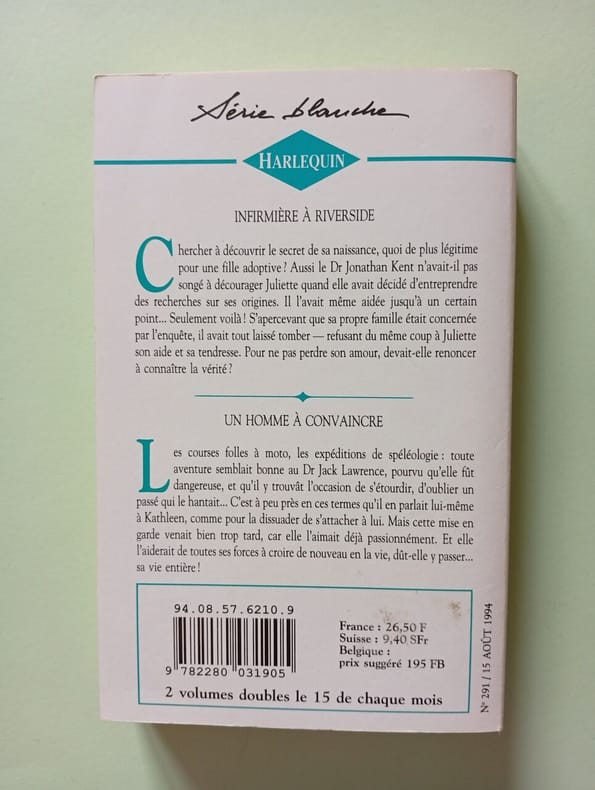 Série blanche
HARLEQUIN
INFIRMIÈRE À RIVERSIDE
Chercher à découvrir le secret de sa naissance, quoi de plus légitime
pour une fille adoptive ? Aussi le Dr Jonathan Kent n'avait-il pas
songé à décourager Juliette quand elle avait décidé d'entreprendre
des recherches sur ses origines. Il l'avait même aidée jusqu'à un certain
point... Seulement voilà ! S'apercevant que sa propre famille était concernée
par l'enquête, il avait tout laissé tomber — refusant du même coup à Juliette
son aide et sa tendresse. Pour ne pas perdre son amour, devait-elle renoncer
à connaître la vérité ?
UN HOMME À CONVAINCRE
Les courses folles à moto, les expéditions de spéléologie : toute
aventure semblait bonne au Dr Jack Lawrence, pourvu qu'elle fût
dangereuse, et qu'il y trouvât l'occasion de s'étourdir, d'oublier un
passé qui le hantait... C'est à peu près en ces termes qu'il en parlait lui-même
à Kathleen, comme pour la dissuader de s'attacher à lui. Mais cette mise en
garde venait bien trop tard, car elle l'aimait déjà passionnément. Et elle
l'aiderait de toutes ses forces à croire de nouveau en la vie, dût-elle y passer...
sa vie entière !
94.08.57.6210.9
9 782280 031905
France : 26,50 F
Suisse : 9,40 SFr
Belgique :
prix suggéré 195 FB
2 volumes doubles le 15 de chaque mois
N° 291 / 15 AOÛT 1994